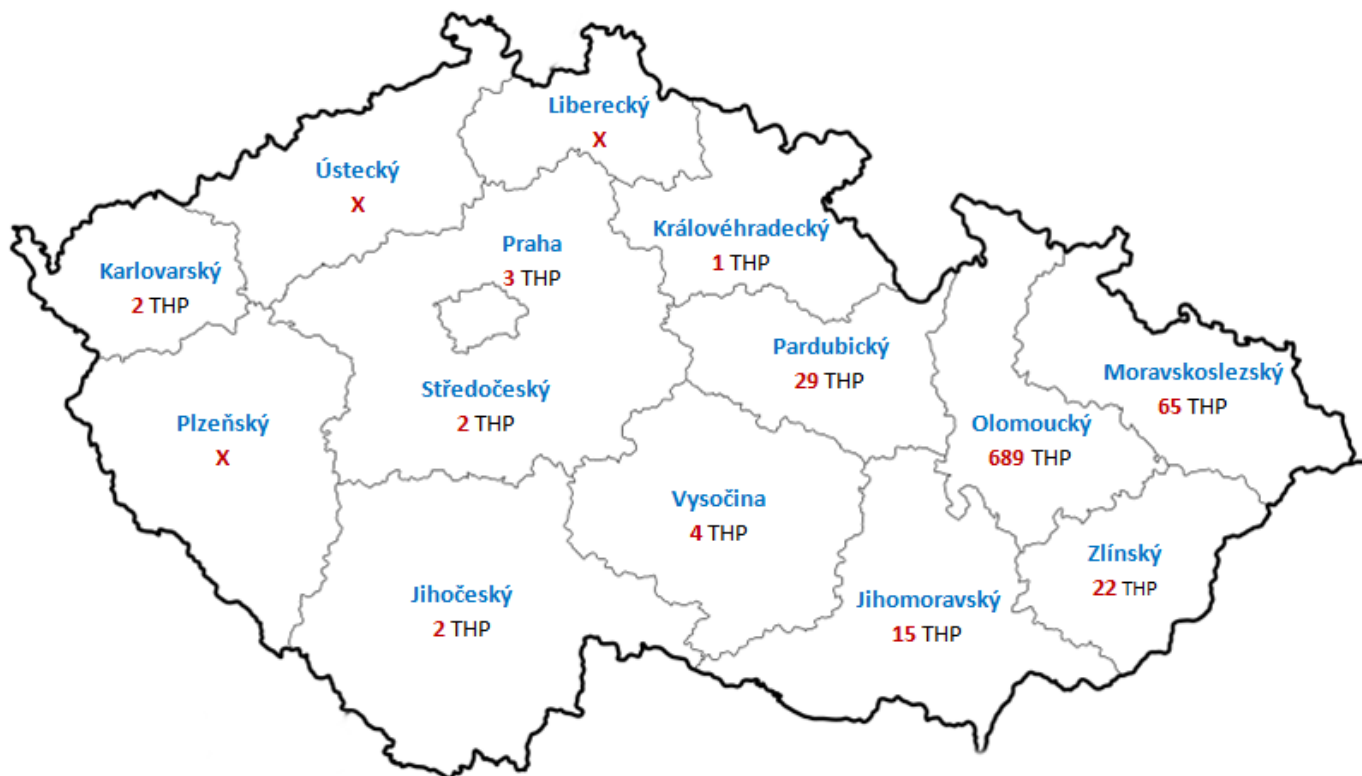 Liberecký
X
Ústecký
X
Královéhradecký
1 THP
Praha
3 THP
Karlovarský
2 THP
Pardubický
29 THP
Moravskoslezský
65 THP
Středočeský
2 THP
Plzeňský
X
Olomoucký
689 THP
Vysočina
4 THP
Zlínský
22 THP
Jihočeský
2 THP
Jihomoravský
15 THP